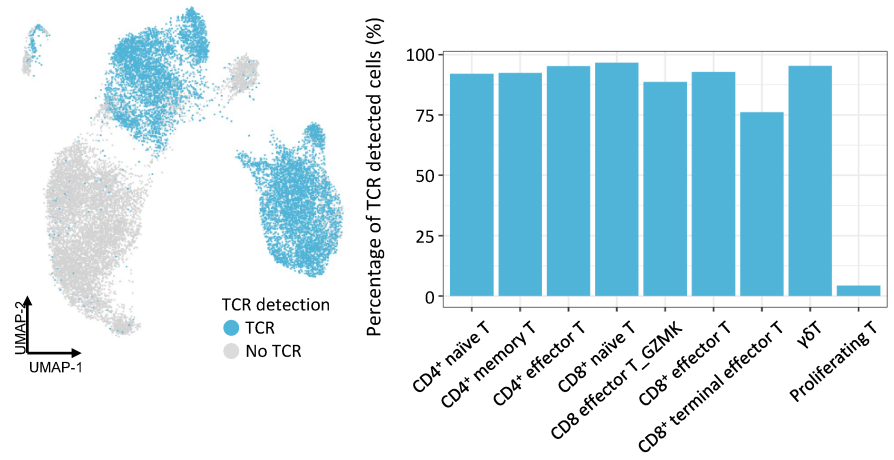 UMAP-2
UMAP-1
TCR detection
TCR
No TCR
Percentage of TCR detected cells (%)
100
75
50
25
0
CD4⁺ naïve T
CD4⁺ memory T
CD4⁺ effector T
CD8⁺ naïve T
CD8 effector T_GZMK
CD8⁺ effector T
CD8⁺ terminal effector T
γδT
Proliferating T